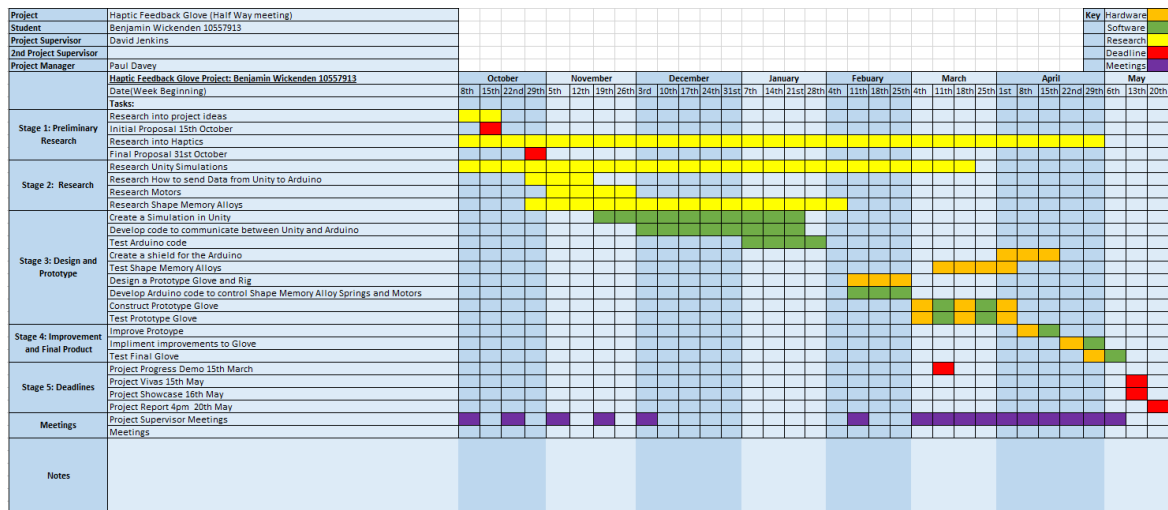 Project Haptic Feedback Glove (Half Way meeting) Key Hardware
Student Benjamin Wickenden 10557913 Software
Project Supervisor David Jenkins Research
2nd Project Supervisor Deadline
Project Manager Paul Davey Meetings
Haptic Feedback Glove Project: Benjamin Wickenden 10557913 October November December January Febuary March April May
Date(Week Beginning) 8th 15th 22nd 29th 5th 12th 19th 26th 3rd 10th 17th 24th 31st 7th 14th 21st 28th 4th 11th 18th 25th 4th 11th 18th 25th 1st 8th 15th 22nd 29th 6th 13th 20th
Tasks:
Stage 1: Preliminary
Research
Research into project ideas
Initial Proposal 15th October
Research into Haptics
Final Proposal 31st October
Stage 2: Research
Research Unity Simulations
Research How to send Data from Unity to Arduino
Research Motors
Research Shape Memory Alloys
Stage 3: Design and
Prototype
Create a Simulation in Unity
Develop code to communicate between Unity and Arduino
Test Arduino code
Create a shield for the Arduino
Test Shape Memory Alloys
Design a Prototype Glove and Rig
Develop Arduino code to control Shape Memory Alloy Springs and Motors
Construct Prototype Glove
Test Prototype Glove
Stage 4: Improvement
and Final Product
Improve Protoype
Impliment improvements to Glove
Test Final Glove
Stage 5: Deadlines
Project Progress Demo 15th March
Project Vivas 15th May
Project Showcase 16th May
Project Report 4pm 20th May
Meetings
Project Supervisor Meetings
Meetings
Notes